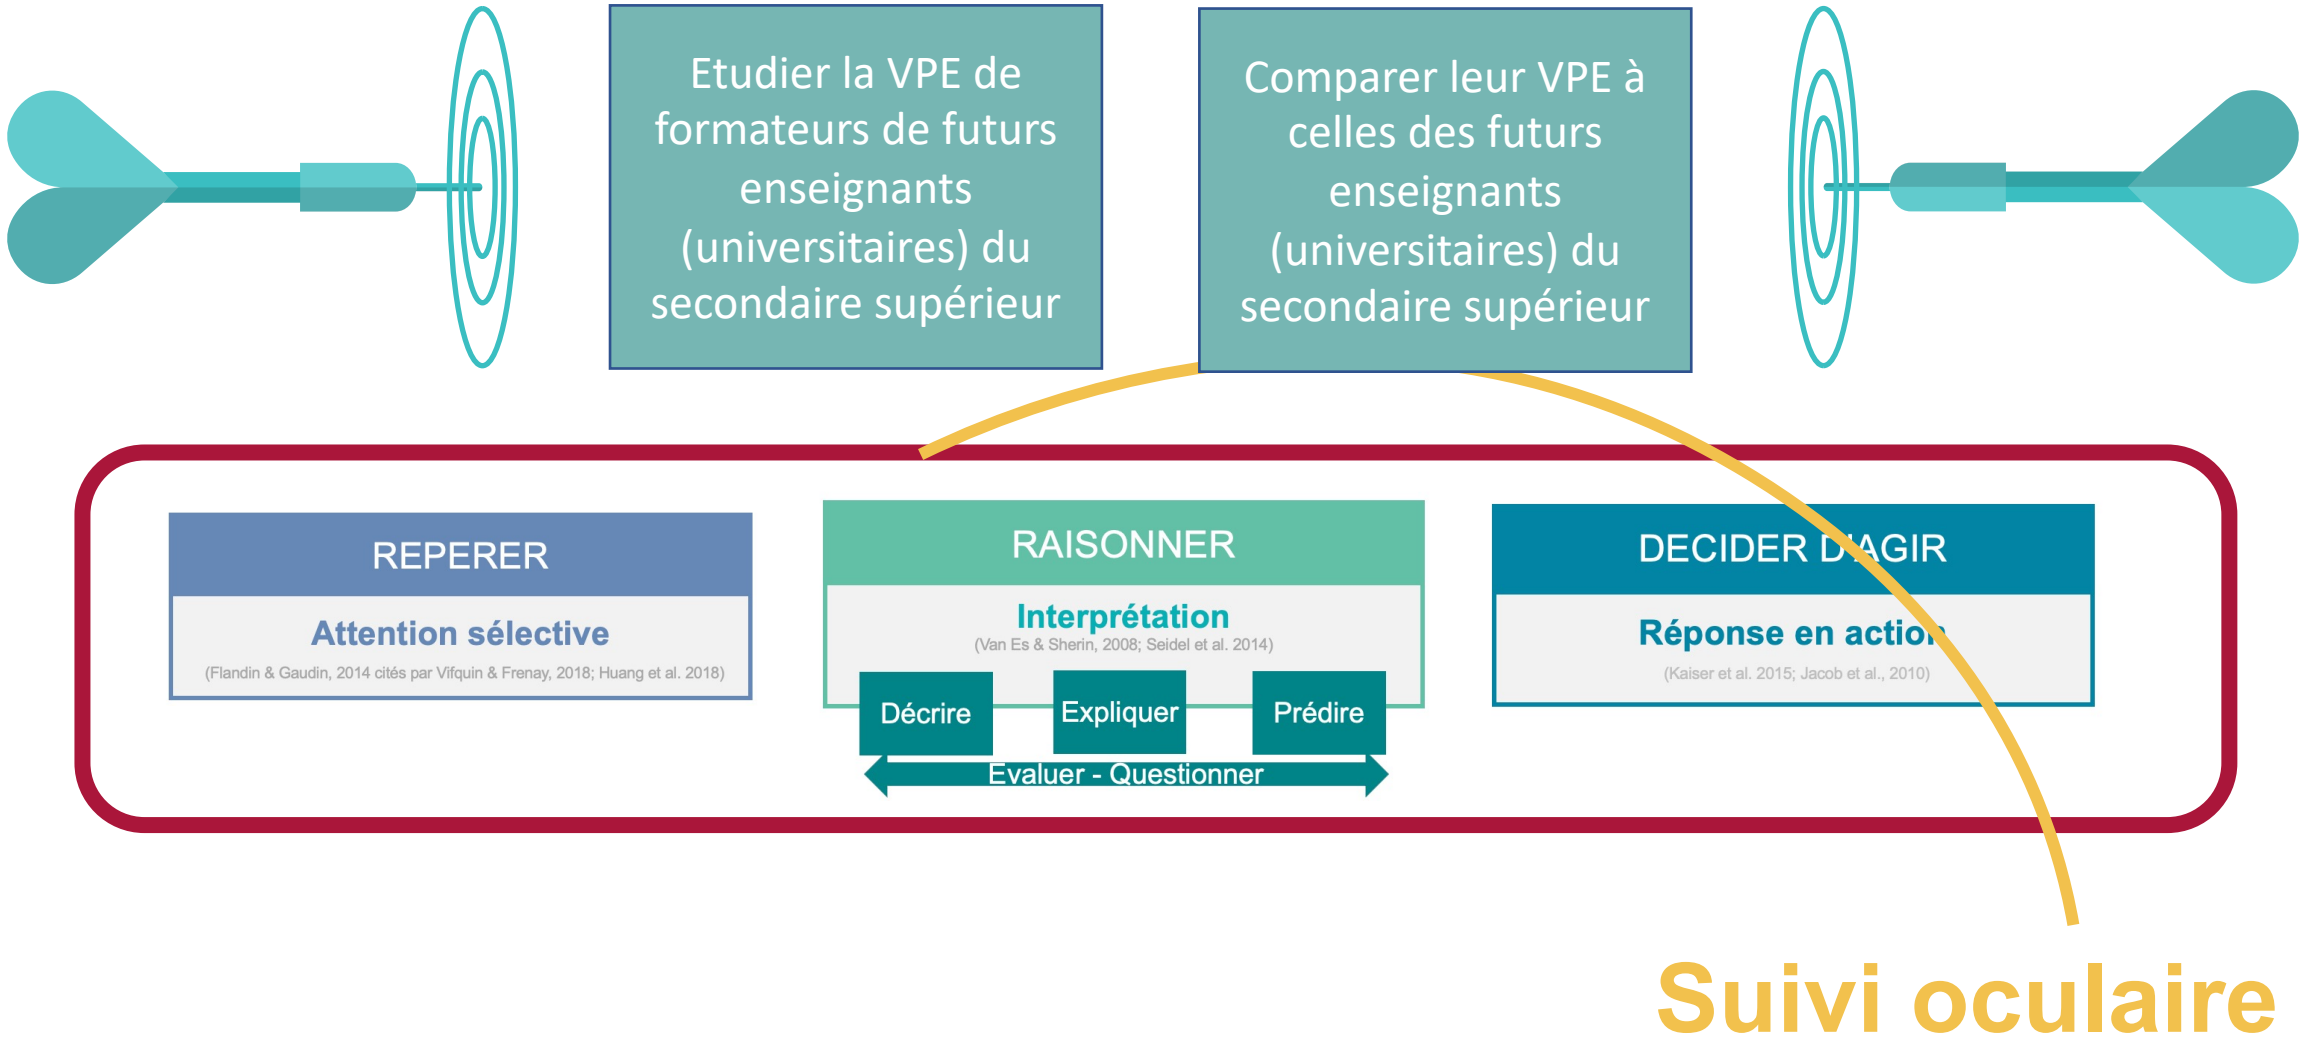 Etudier la VPE de
formateurs de futurs
enseignants
(universitaires) du
secondaire supérieur
Comparer leur VPE à
celles des futurs
enseignants
(universitaires) du
secondaire supérieur
REPERER
Attention sélective
(Flandin & Gaudin, 2014 cités par Vifquin & Frenay, 2018; Huang et al. 2018)
RAISONNER
Interprétation
(Van Es & Sherin, 2008; Seidel et al. 2014)
Décrire
Expliquer
Prédire
Evaluer - Questionner
DECIDER D'AGIR
Réponse en action
(Kaiser et al. 2015; Jacob et al., 2010)
Suivi oculaire